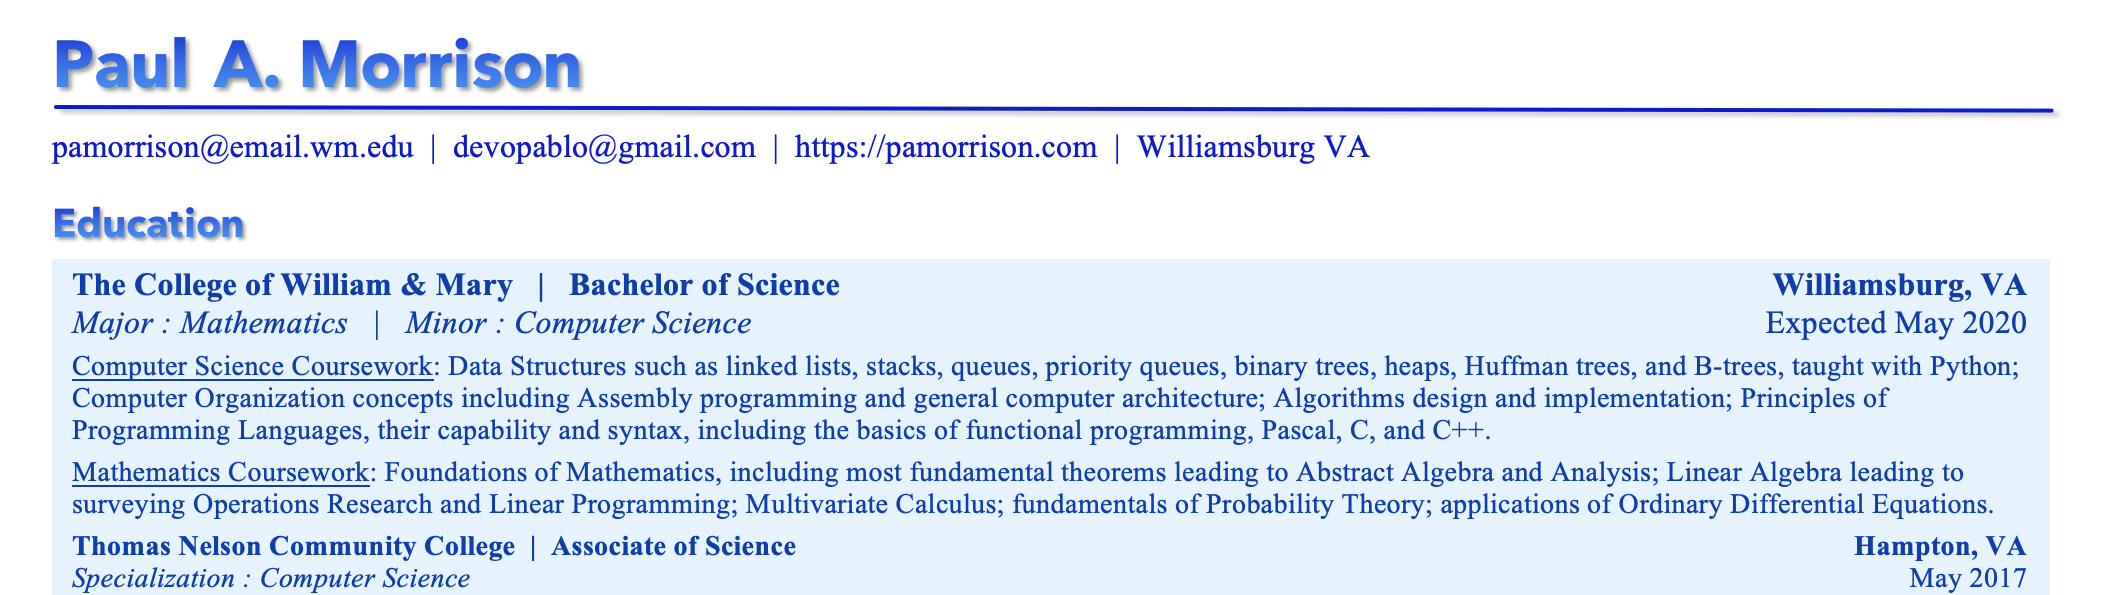 Paul A. Morrison
pamorrison@email.wm.edu | devopablo@gmail.com | https://pamorrison.com | Williamsburg VA
Education
The College of William & Mary | Bachelor of Science Williamsburg, VA
Major : Mathematics | Minor : Computer Science Expected May 2020
Computer Science Coursework: Data Structures such as linked lists, stacks, queues, priority queues, binary trees, heaps, Huffman trees, and B-trees, taught with Python;
Computer Organization concepts including Assembly programming and general computer architecture; Algorithms design and implementation; Principles of
Programming Languages, their capability and syntax, including the basics of functional programming, Pascal, C, and C++.
Mathematics Coursework: Foundations of Mathematics, including most fundamental theorems leading to Abstract Algebra and Analysis; Linear Algebra leading to
surveying Operations Research and Linear Programming; Multivariate Calculus; fundamentals of Probability Theory; applications of Ordinary Differential Equations.
Thomas Nelson Community College | Associate of Science Hampton, VA
Specialization : Computer Science May 2017